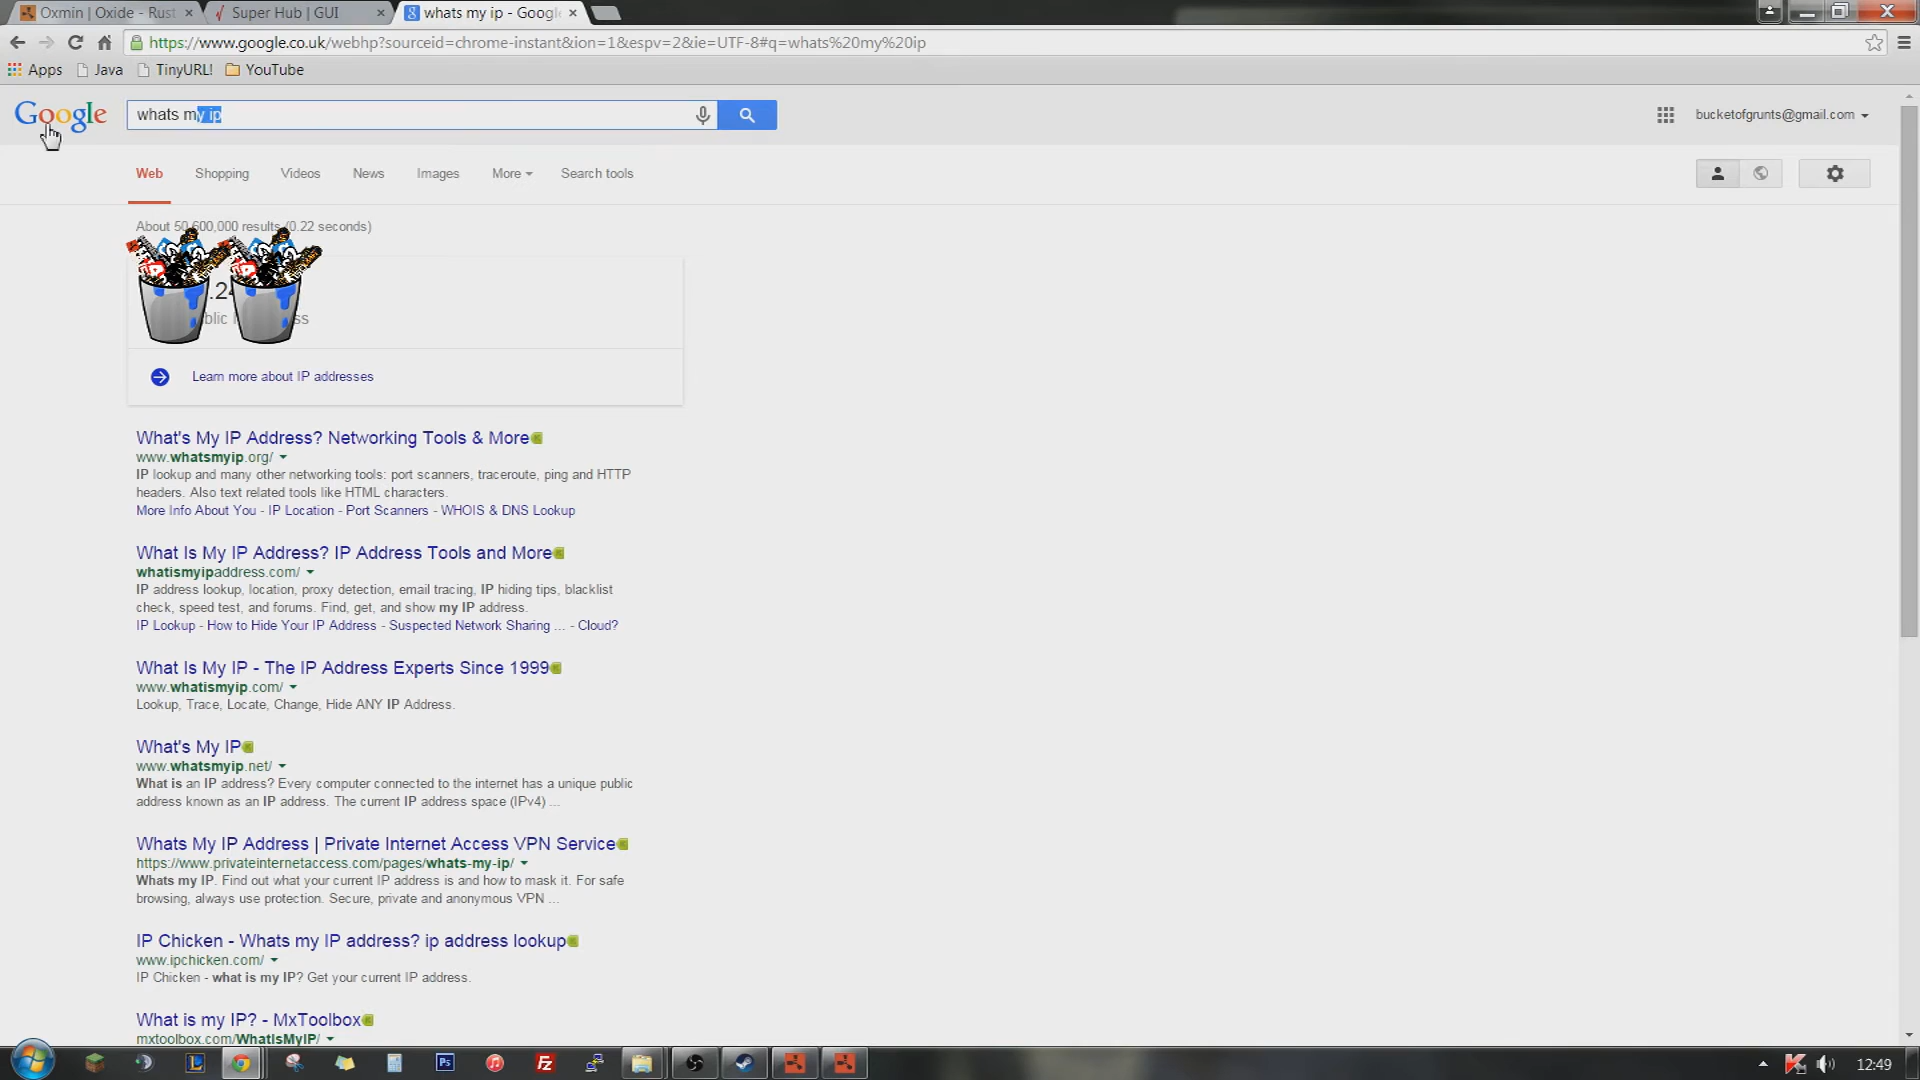 Oxmin | Oxide - Rust
Super Hub | GUI
whats my ip - Google
https://www.google.co.uk/webhp?sourceid=chrome-instant&ion=1&espv=2&ie=UTF-8#q=whats%20my%20ip
Apps Java TinyURL! YouTube
Google whats my ip bucketofgrunts@gmail.com
Web Shopping Videos News Images More Search tools
About 50,600,000 results (0.22 seconds)
Learn more about IP addresses
What's My IP Address? Networking Tools & More
www.whatsmyip.org/
IP lookup and many other networking tools: port scanners, traceroute, ping and HTTP
headers. Also text related tools like HTML characters.
More Info About You - IP Location - Port Scanners - WHOIS & DNS Lookup
What Is My IP Address? IP Address Tools and More
whatismyipaddress.com/
IP address lookup, location, proxy detection, email tracing, IP hiding tips, blacklist
check, speed test, and forums. Find, get, and show my IP address.
IP Lookup - How to Hide Your IP Address - Suspected Network Sharing ... - Cloud?
What Is My IP - The IP Address Experts Since 1999
www.whatismyip.com/
Lookup, Trace, Locate, Change, Hide ANY IP Address.
What's My IP
www.whatsmyip.net/
What is an IP address? Every computer connected to the internet has a unique public
address known as an IP address. The current IP address space (IPv4) ...
Whats My IP Address | Private Internet Access VPN Service
https://www.privateinternetaccess.com/pages/whats-my-ip/
Whats my IP. Find out what your current IP address is and how to mask it. For safe
browsing, always use protection. Secure, private and anonymous VPN ...
IP Chicken - Whats my IP address? ip address lookup
www.ipchicken.com/
IP Chicken - what is my IP? Get your current IP address.
What is my IP? - MxToolbox
mxtoolbox.com/WhatIsMyIP/
12:49